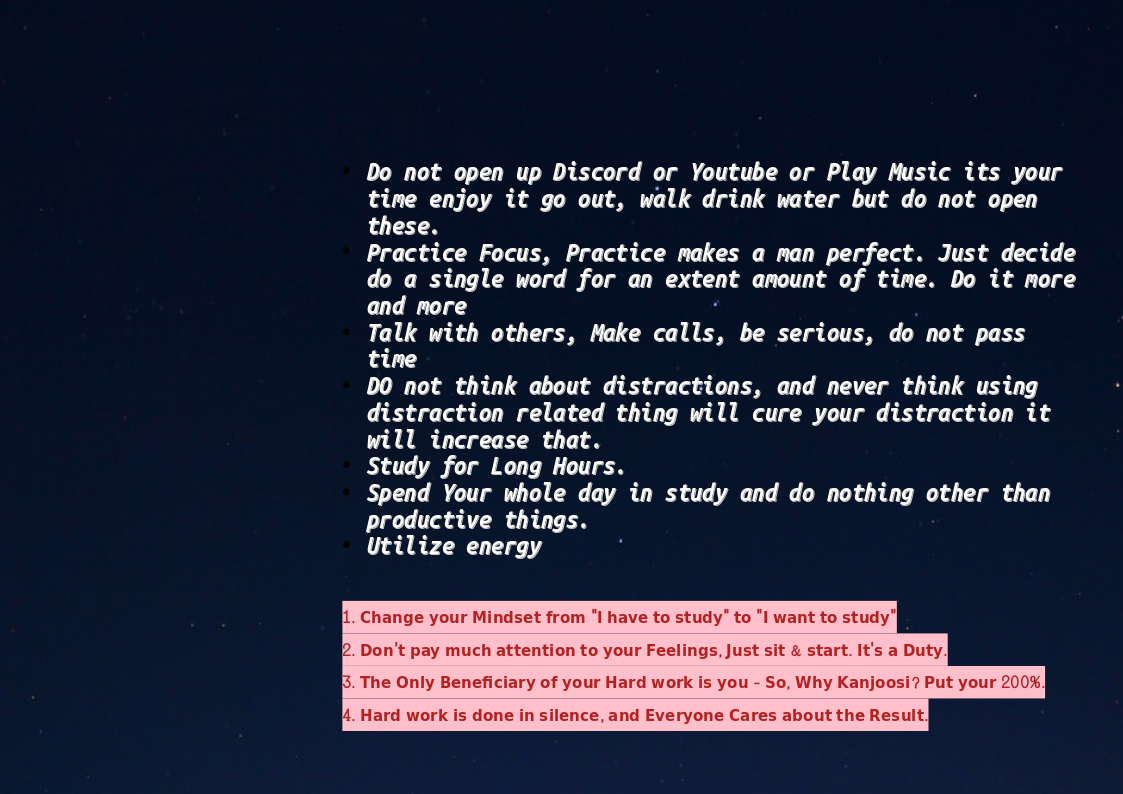 Do not open up Discord or Youtube or Play Music its your
time enjoy it go out, walk drink water but do not open
these.
Practice Focus, Practice makes a man perfect. Just decide
do a single word for an extent amount of time. Do it more
and more
Talk with others, Make calls, be serious, do not pass
time
DO not think about distractions, and never think using
distraction related thing will cure your distraction it
will increase that.
Study for Long Hours.
Spend Your whole day in study and do nothing other than
productive things.
Utilize energy
1. Change your Mindset from "I have to study" to "I want to study"
2. Don't pay much attention to your Feelings, Just sit & start. It's a Duty.
3. The Only Beneficiary of your Hard work is you - So, Why Kanjoosi? Put your 200%.
4. Hard work is done in silence, and Everyone Cares about the Result.